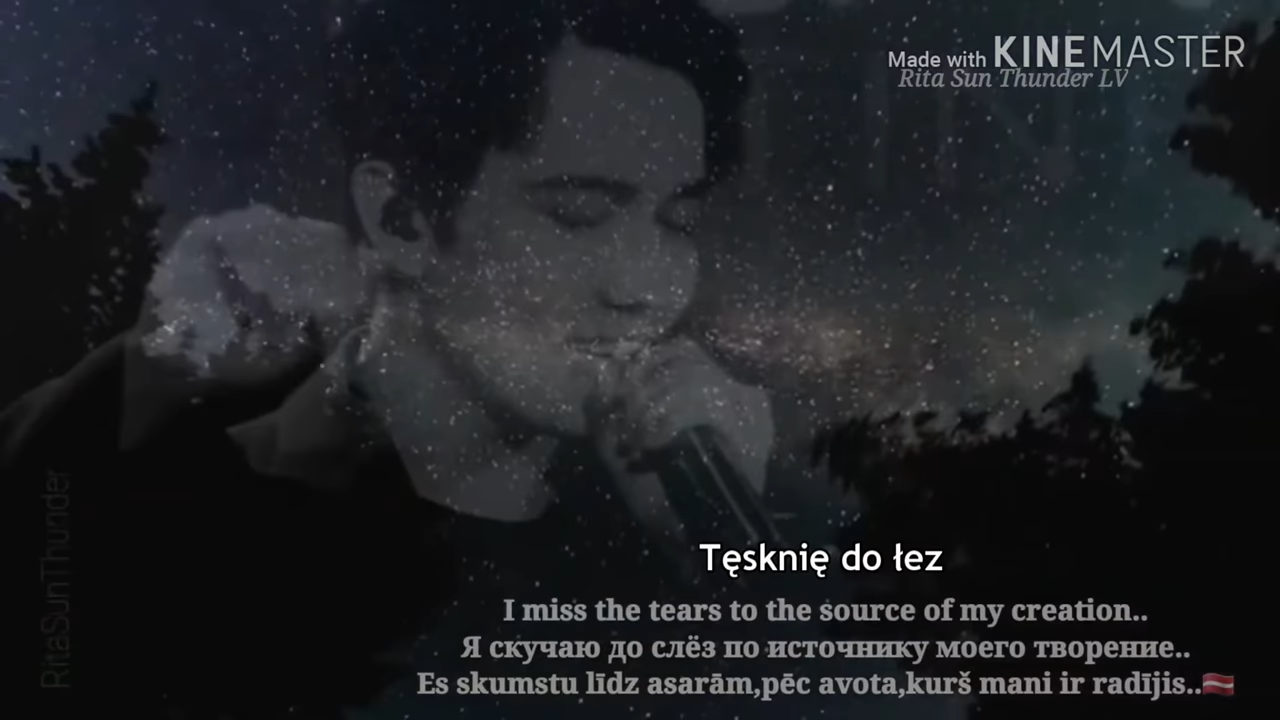 Made with KINEMASTER
Rita Sun Thunder LV
RitaSunThunder
Tęsknię do łez
I miss the tears to the source of my creation..
Я скучаю до слёз по источнику моего творение..
Es skumstu līdz asarām,pēc avota,kurš mani ir radījis..🇱🇻